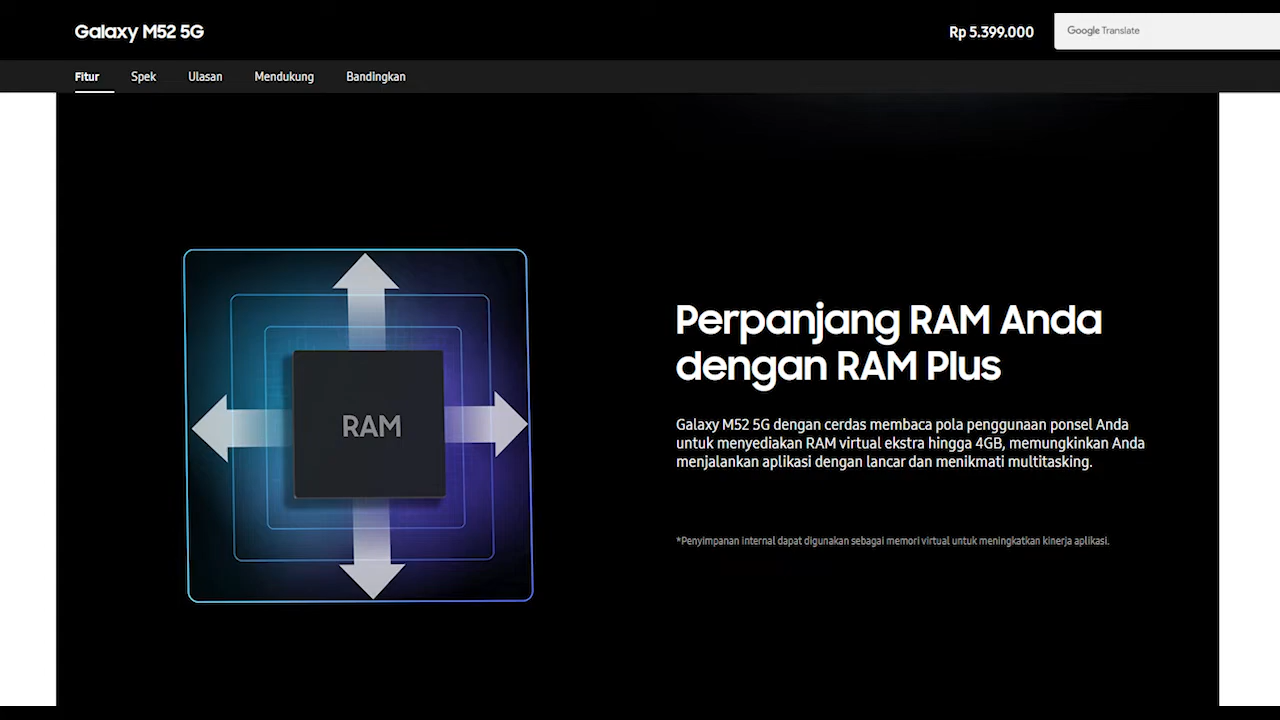 Galaxy M52 5G
Rp 5.399.000
Google Translate
Fitur Spek Ulasan Mendukung Bandingkan
RAM
Perpanjang RAM Anda
dengan RAM Plus
Galaxy M52 5G dengan cerdas membaca pola penggunaan ponsel Anda
untuk menyediakan RAM virtual ekstra hingga 4GB, memungkinkan Anda
menjalankan aplikasi dengan lancar dan menikmati multitasking.
*Penyimpanan internal dapat digunakan sebagai memori virtual untuk meningkatkan kinerja aplikasi.